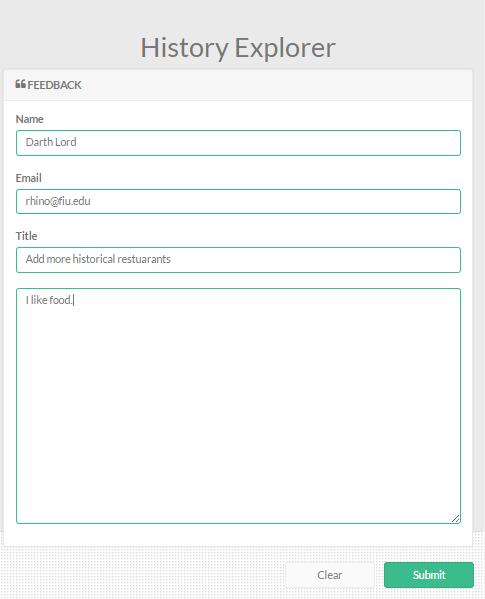 History Explorer
FEEDBACK
Name
Darth Lord
Email
rhino@fiu.edu
Title
Add more historical restuarants
I like food.
Clear
Submit